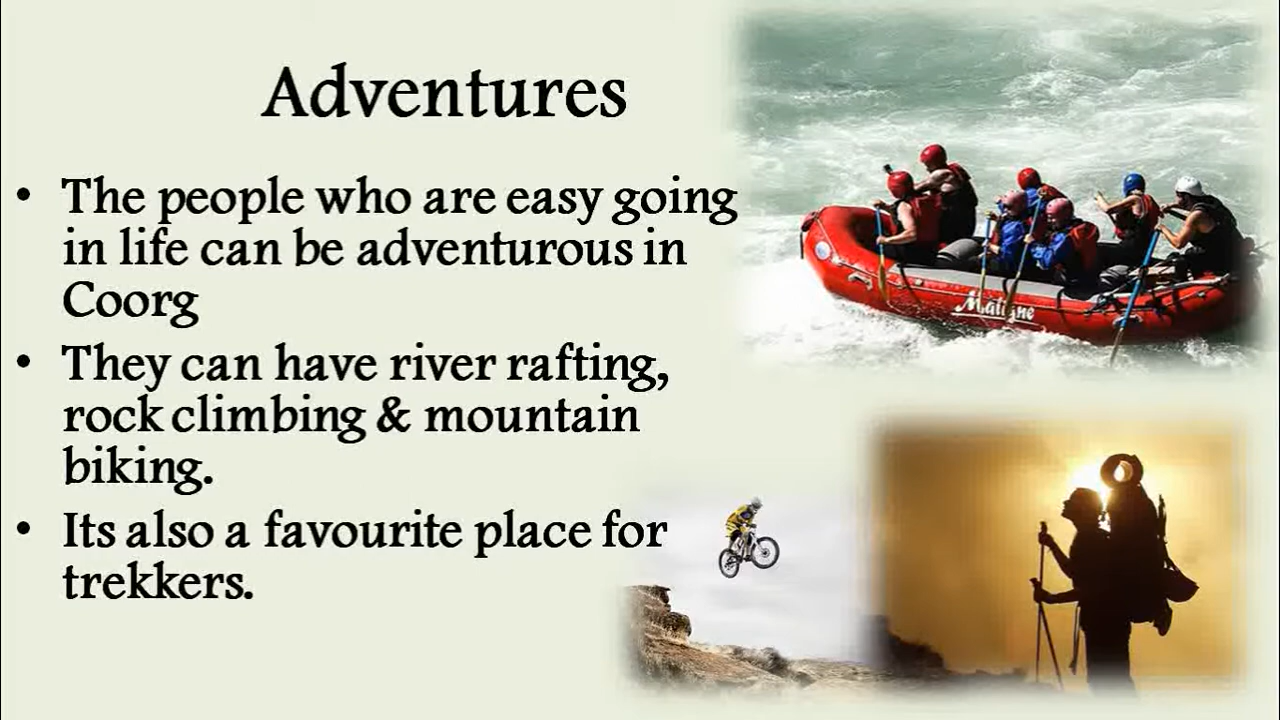 Adventures
• The people who are easy going
in life can be adventurous in
Coorg
• They can have river rafting,
rock climbing & mountain
biking.
• Its also a favourite place for
trekkers.
Maligne